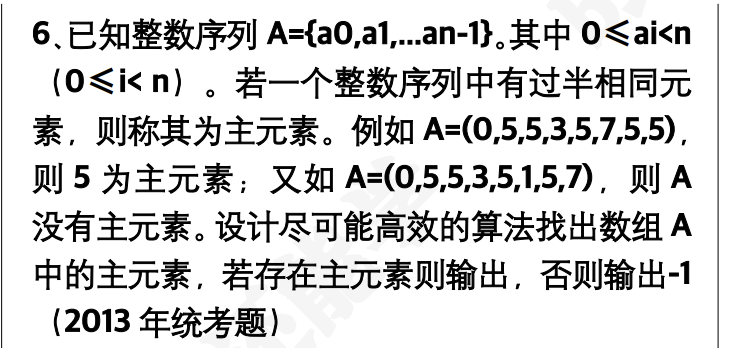 6、已知整数序列 A={a0,a1,...an-1}。其中 0≤ai<n
（0≤i< n）。若一个整数序列中有过半相同元
素，则称其为主元素。例如 A=(0,5,5,3,5,7,5,5)，
则 5 为主元素；又如 A=(0,5,5,3,5,1,5,7)，则 A
没有主元素。设计尽可能高效的算法找出数组 A
中的主元素，若存在主元素则输出，否则输出-1
（2013 年统考题）